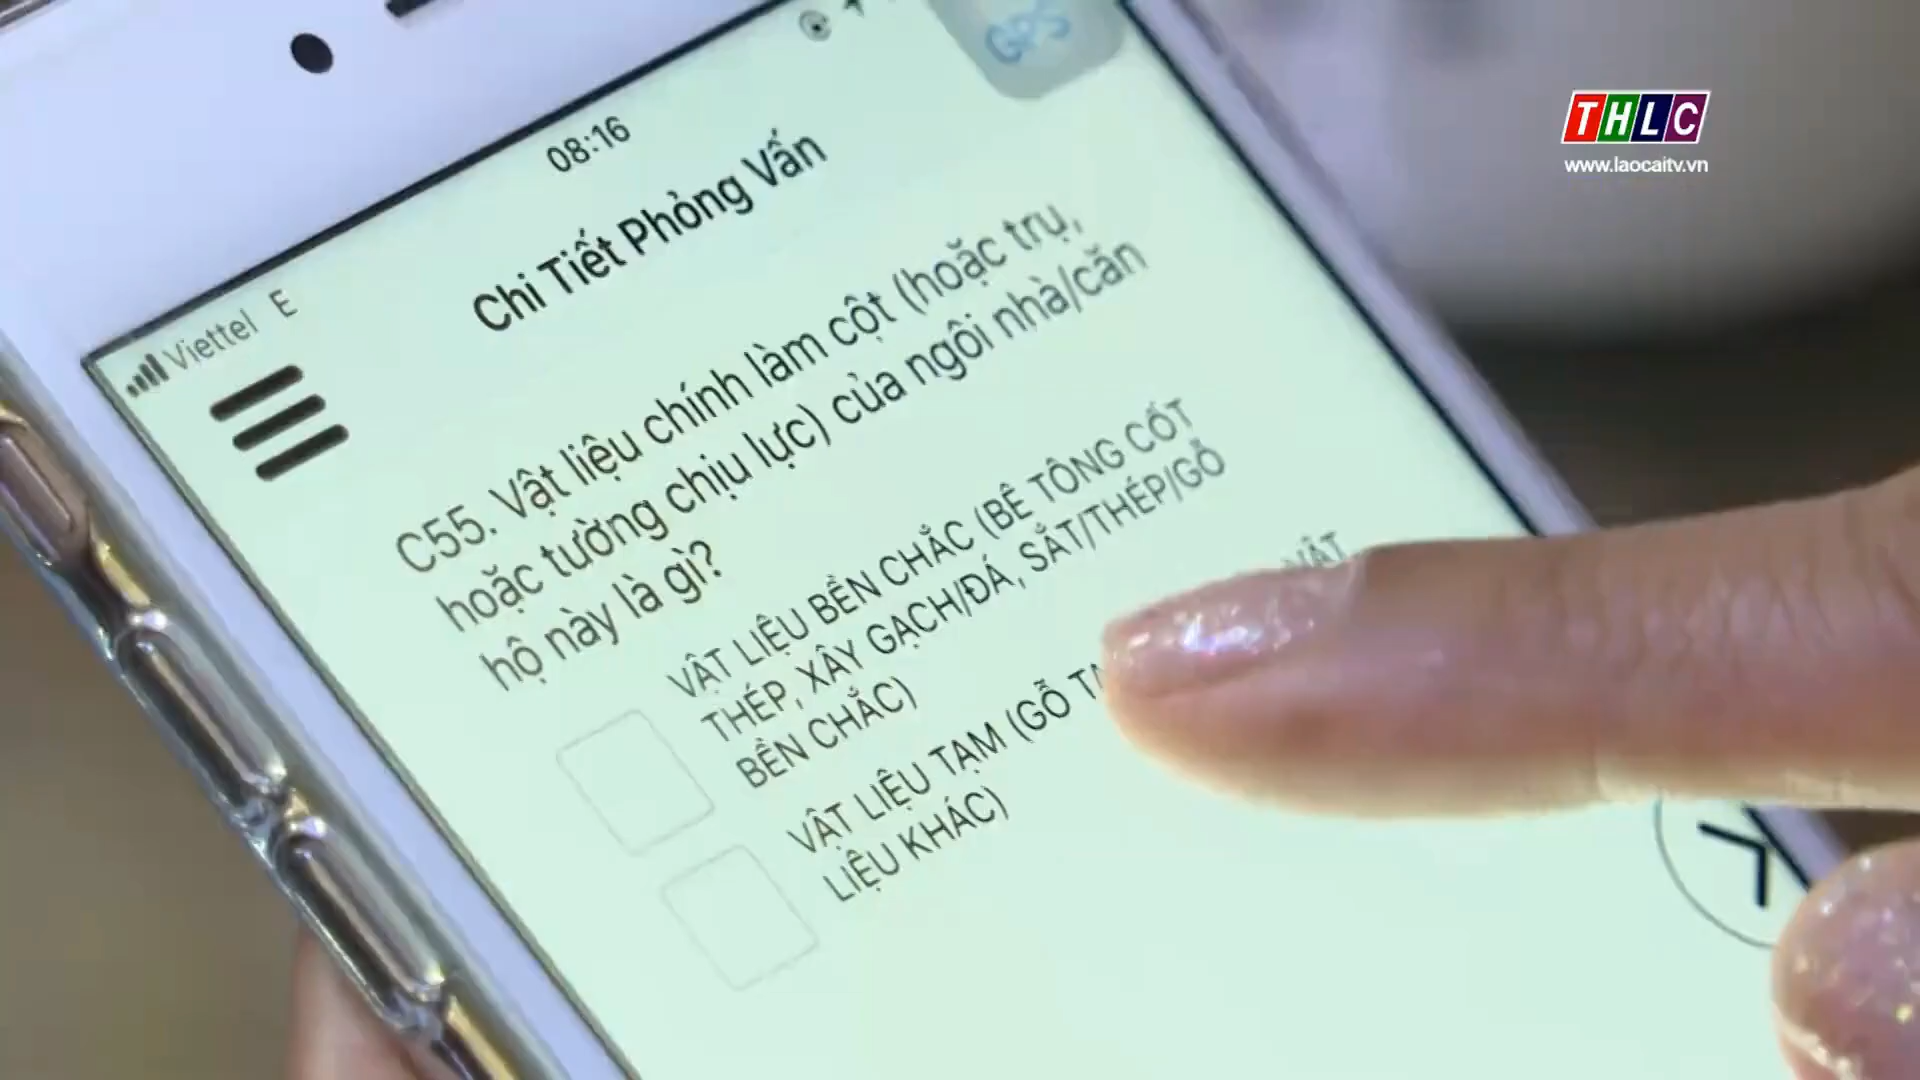 GPS
THLC
www.laocaitv.vn
Viettel E
08:16
Chi Tiết Phỏng Vấn
C55. Vật liệu chính làm cột (hoặc trụ,
hoặc tường chịu lực) của ngôi nhà/căn
hộ này là gì?
VẬT LIỆU BỀN CHẮC (BÊ TÔNG CỐT
THÉP, XÂY GẠCH/ĐÁ, SẮT/THÉP/GỖ
BỀN CHẮC)
VẬT LIỆU TẠM (GỖ VẬT
LIỆU KHÁC)